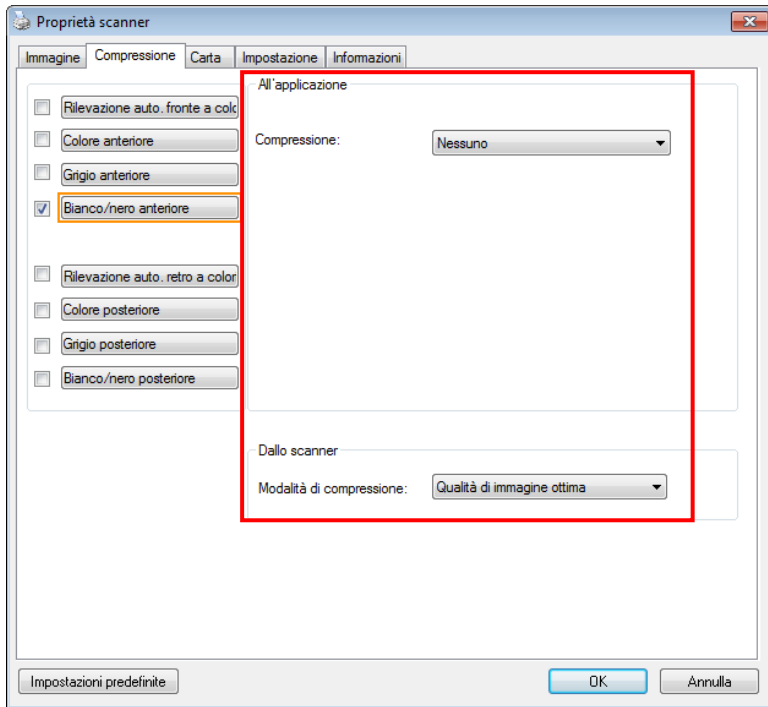 Proprietà scanner
Immagine Compressione Carta Impostazione Informazioni
All'applicazione
Rilevazione auto. fronte a colo
Colore anteriore
Compressione: Nessuno
Grigio anteriore
Bianco/nero anteriore
Rilevazione auto. retro a color
Colore posteriore
Grigio posteriore
Bianco/nero posteriore
Dallo scanner
Modalità di compressione: Qualità di immagine ottima
Impostazioni predefinite OK Annulla